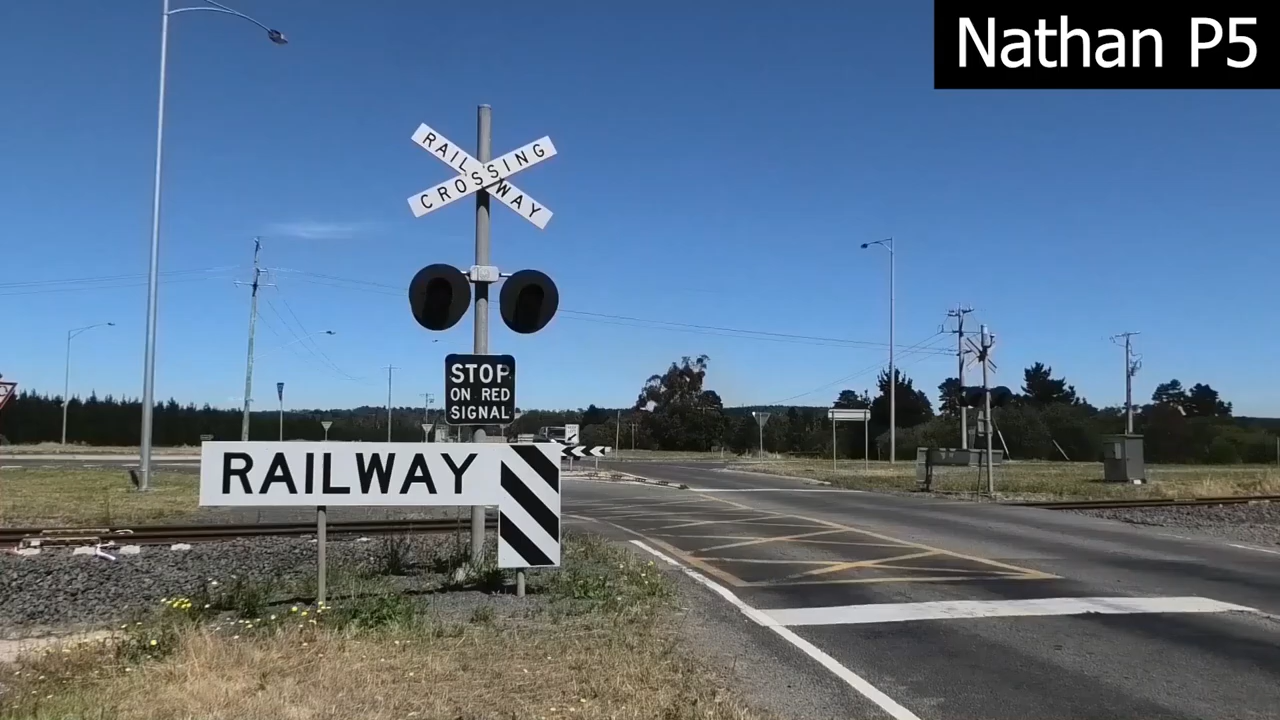 Nathan P5
RAILWAY
CROSSING
STOP
ON RED
SIGNAL
RAILWAY